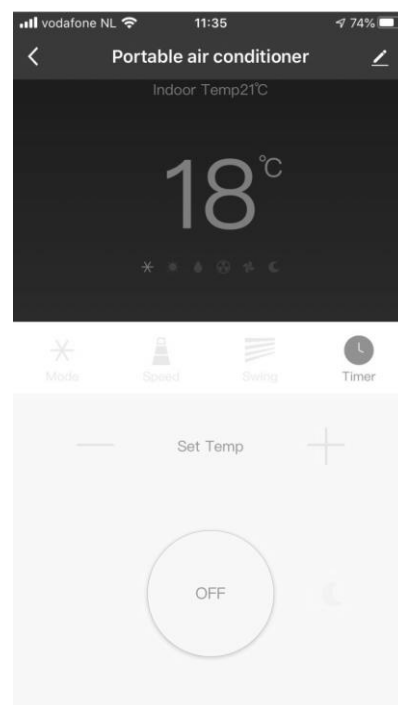 vodafone NL 11:35 74%
Portable air conditioner
Indoor Temp21℃
18℃
Mode Speed Swing Timer
Set Temp
OFF